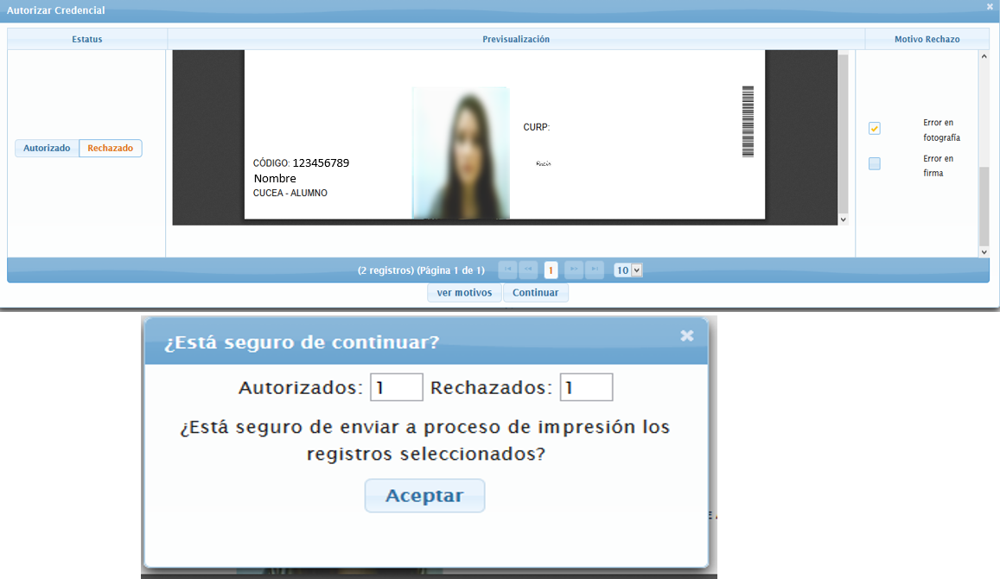 Autorizar Credencial
Estatus
Previsualización
Motivo Rechazo
Autorizado
Rechazado
CURP:
CÓDIGO: 123456789
Nombre
CUCEA - ALUMNO
Error en
fotografía
Error en
firma
(2 registros) (Página 1 de 1)
1
10
ver motivos
Continuar
¿Está seguro de continuar?
Autorizados: 1 Rechazados: 1
¿Está seguro de enviar a proceso de impresión los
registros seleccionados?
Aceptar